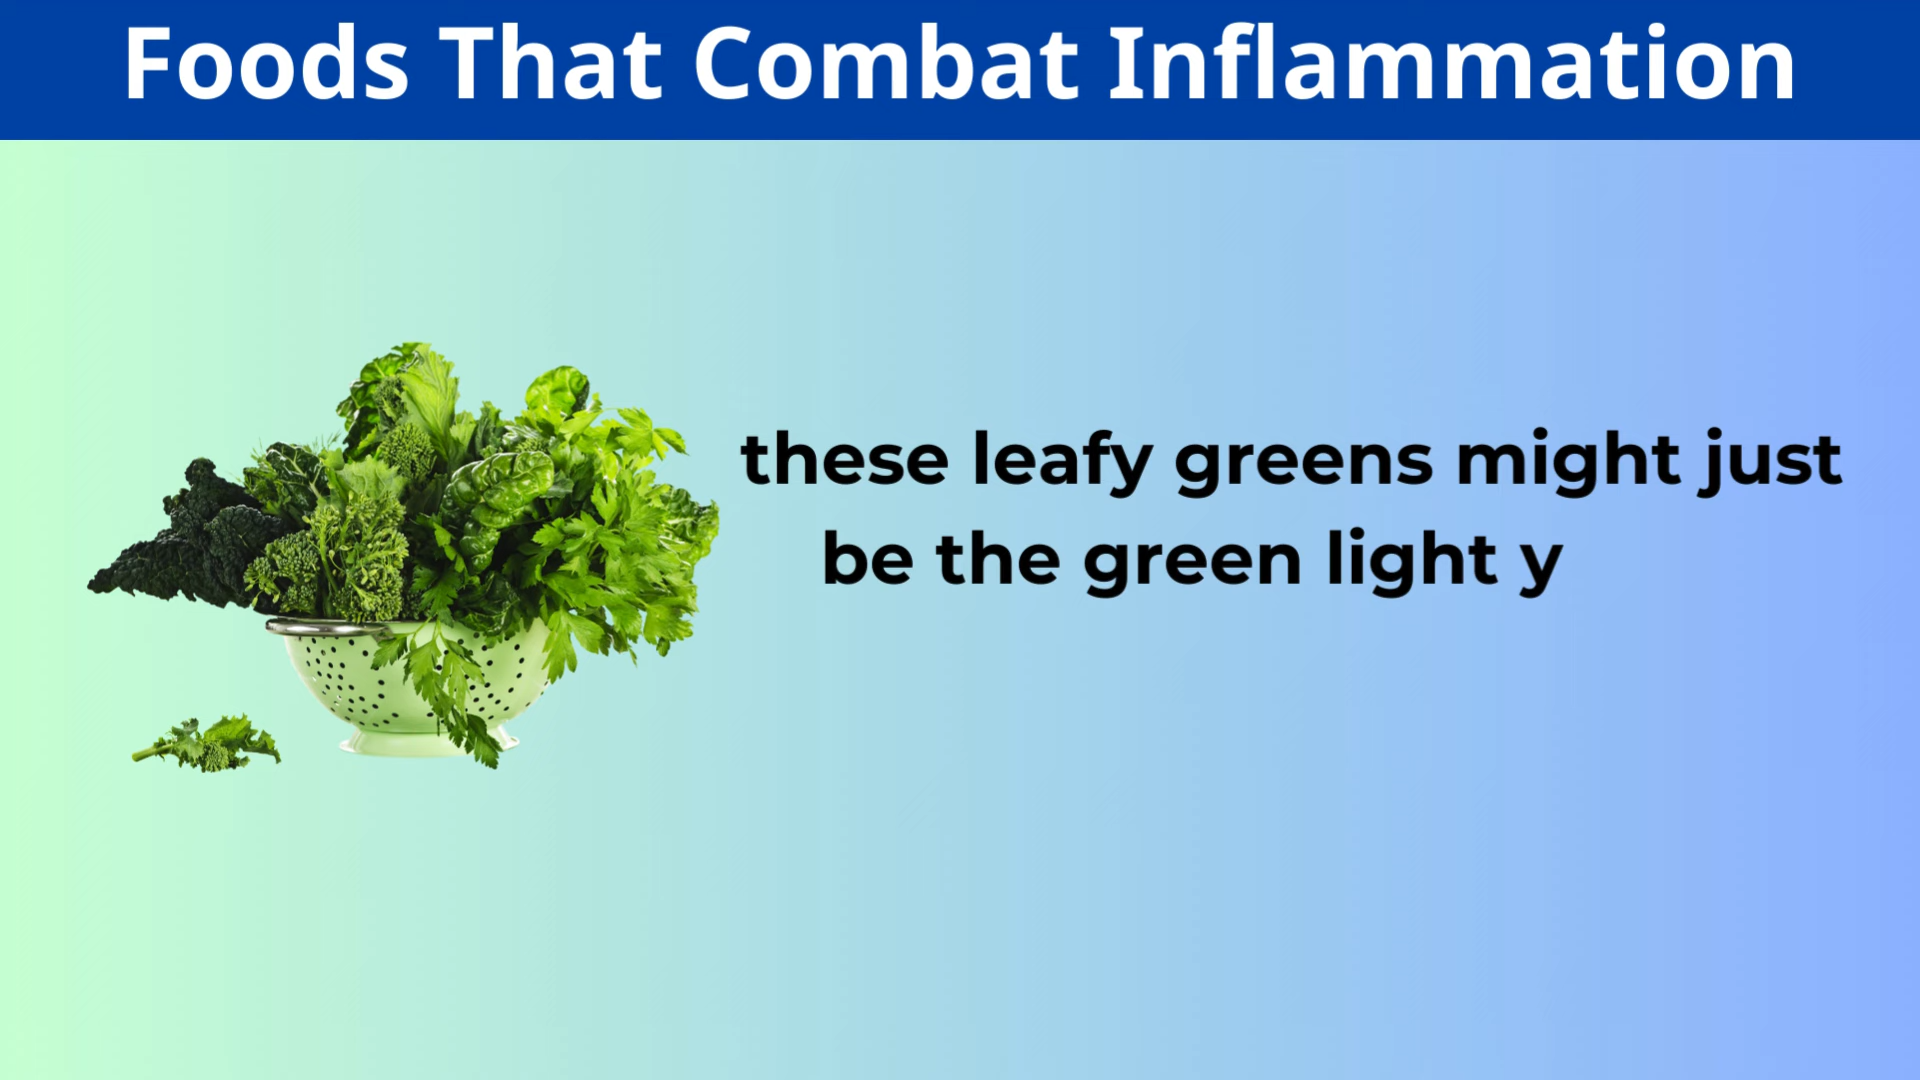 Foods That Combat Inflammation
these leafy greens might just
be the green light y